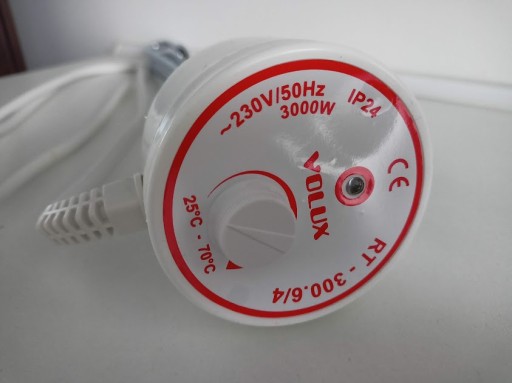 ~230V/50Hz
3000W
IP24
CE
VOLUX
25°C - 70°C
RT - 300.6/4